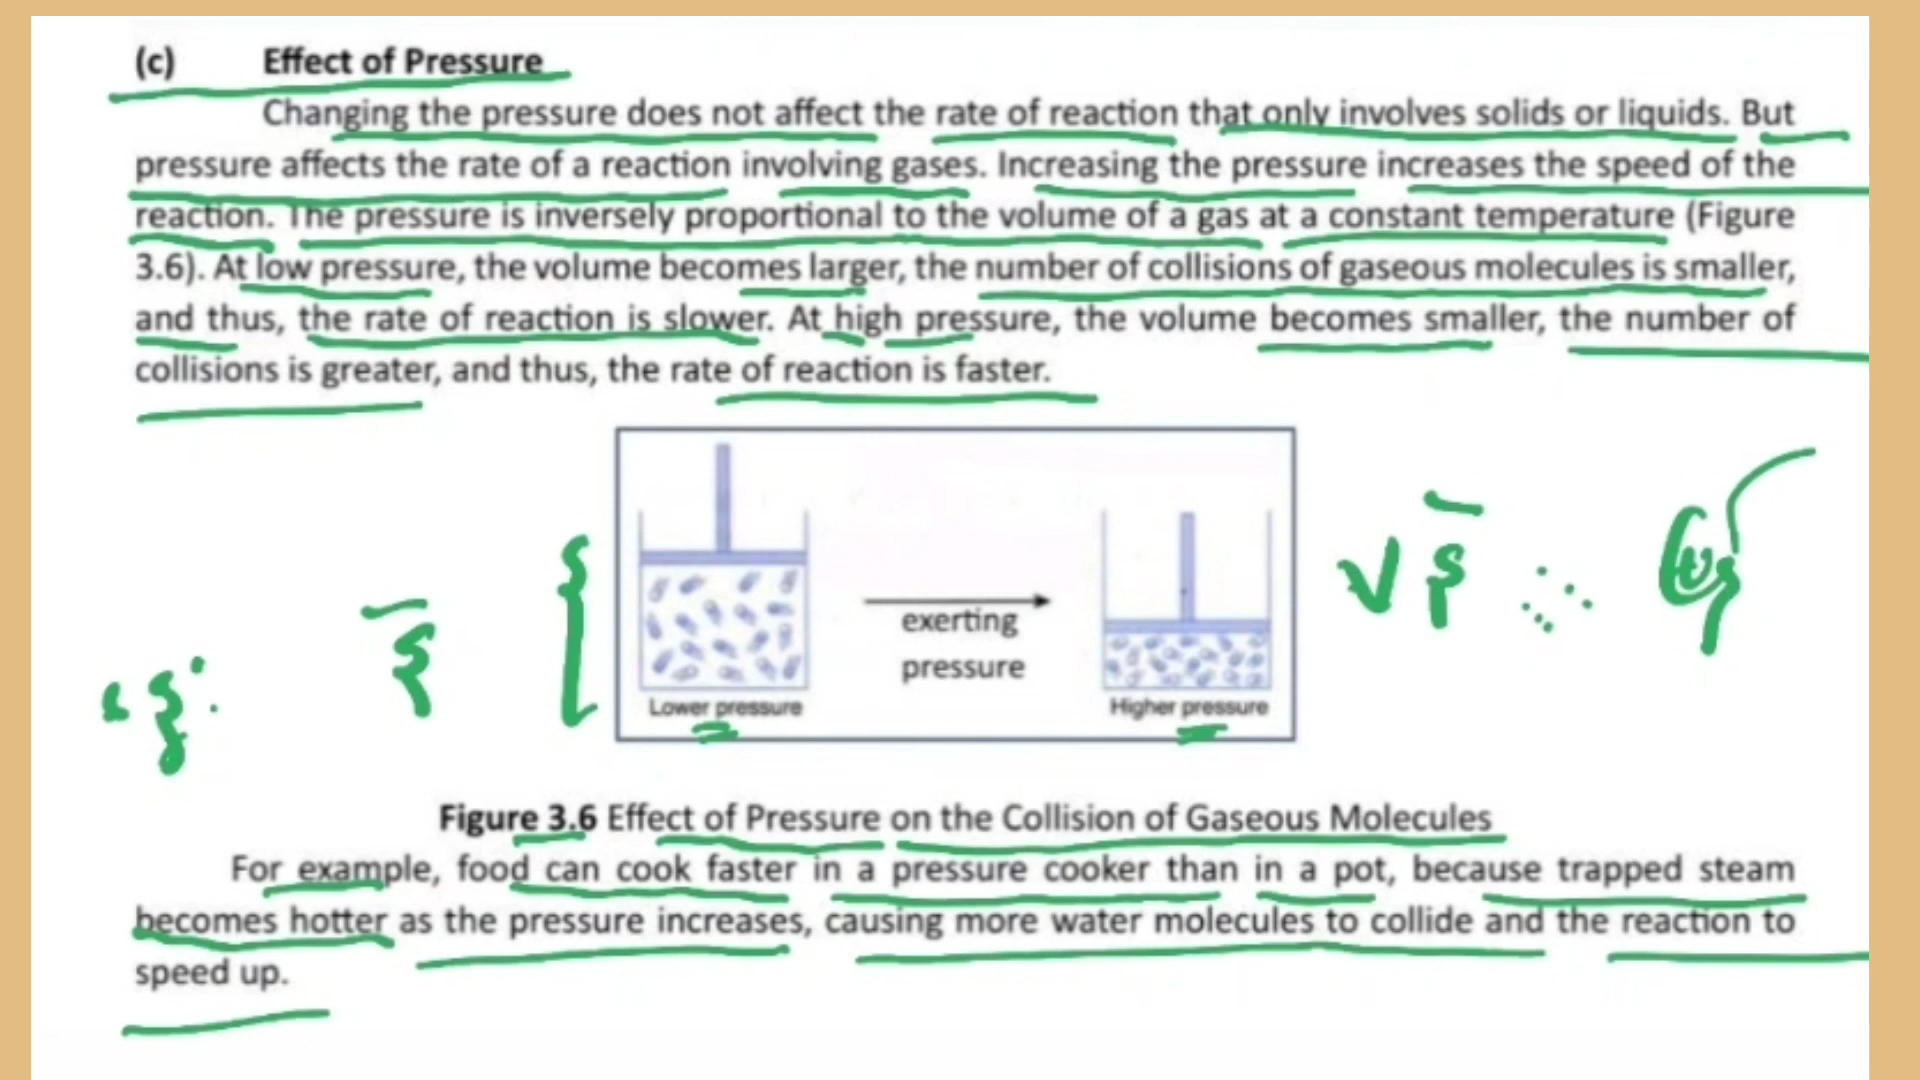 (c) Effect of Pressure
Changing the pressure does not affect the rate of reaction that only involves solids or liquids. But
pressure affects the rate of a reaction involving gases. Increasing the pressure increases the speed of the
reaction. The pressure is inversely proportional to the volume of a gas at a constant temperature (Figure
3.6). At low pressure, the volume becomes larger, the number of collisions of gaseous molecules is smaller,
and thus, the rate of reaction is slower. At high pressure, the volume becomes smaller, the number of
collisions is greater, and thus, the rate of reaction is faster.
exerting
pressure
Lower pressure
Higher pressure
Figure 3.6 Effect of Pressure on the Collision of Gaseous Molecules
For example, food can cook faster in a pressure cooker than in a pot, because trapped steam
becomes hotter as the pressure increases, causing more water molecules to collide and the reaction to
speed up.